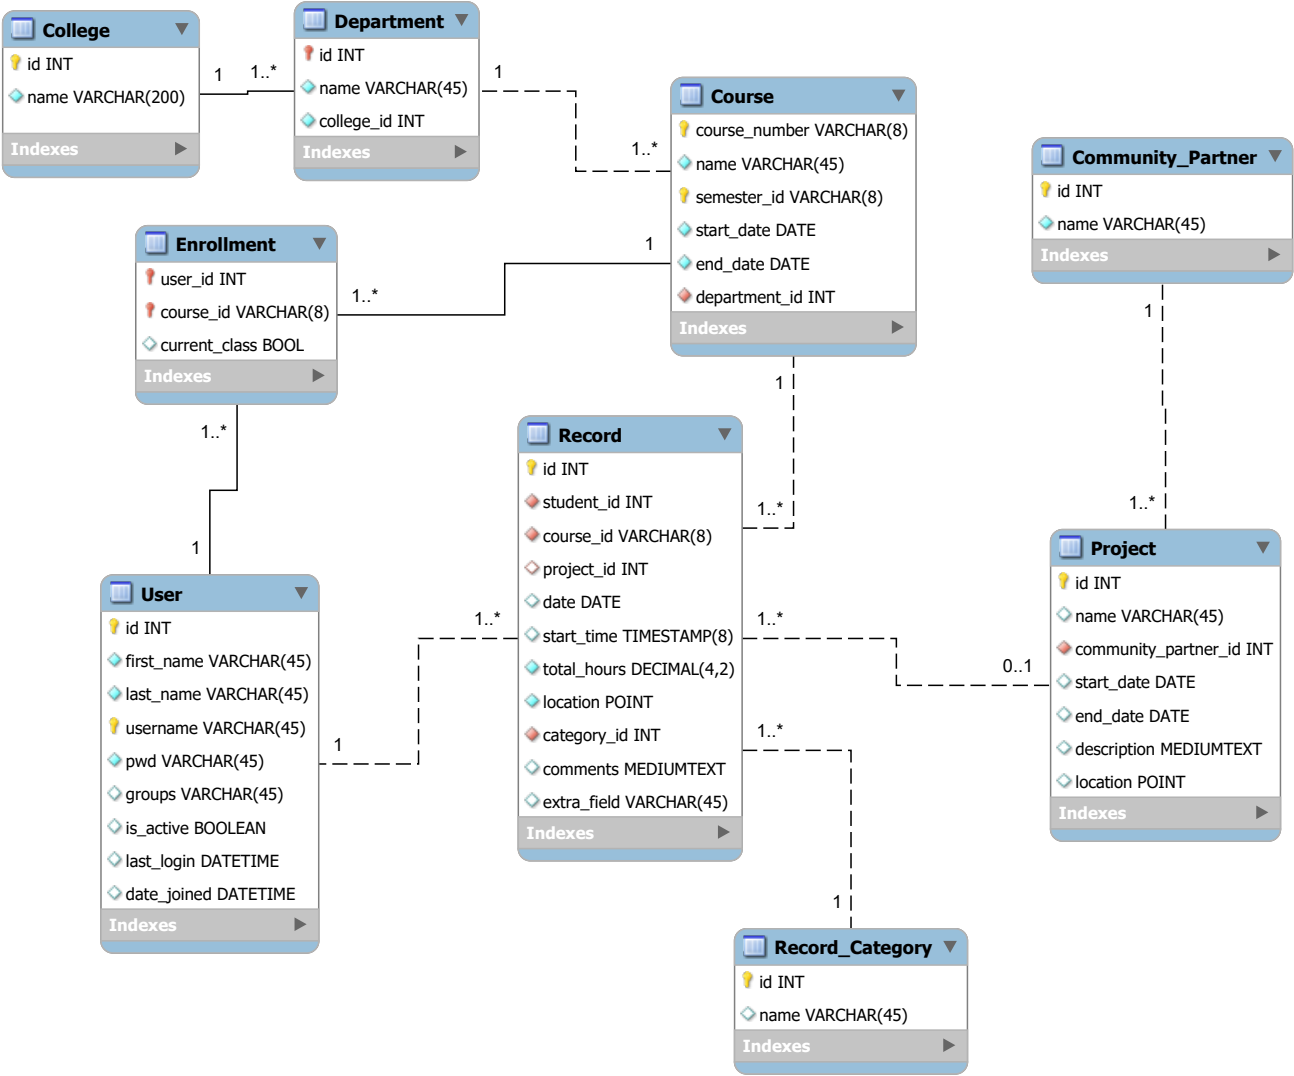 College
id INT
name VARCHAR(200)
Indexes
1
1..*
Department
id INT
name VARCHAR(45)
college_id INT
Indexes
1
1..*
Course
course_number VARCHAR(8)
name VARCHAR(45)
semester_id VARCHAR(8)
start_date DATE
end_date DATE
department_id INT
Indexes
Community_Partner
id INT
name VARCHAR(45)
Indexes
1
1..*
Enrollment
user_id INT
course_id VARCHAR(8)
current_class BOOL
Indexes
1..*
1
1..*
1
User
id INT
first_name VARCHAR(45)
last_name VARCHAR(45)
username VARCHAR(45)
pwd VARCHAR(45)
groups VARCHAR(45)
is_active BOOLEAN
last_login DATETIME
date_joined DATETIME
Indexes
1
1..*
Record
id INT
student_id INT
course_id VARCHAR(8)
project_id INT
date DATE
start_time TIMESTAMP(8)
total_hours DECIMAL(4,2)
location POINT
category_id INT
comments MEDIUMTEXT
extra_field VARCHAR(45)
Indexes
1
1..*
1..*
0..1
1..*
1
Project
id INT
name VARCHAR(45)
community_partner_id INT
start_date DATE
end_date DATE
description MEDIUMTEXT
location POINT
Indexes
Record_Category
id INT
name VARCHAR(45)
Indexes